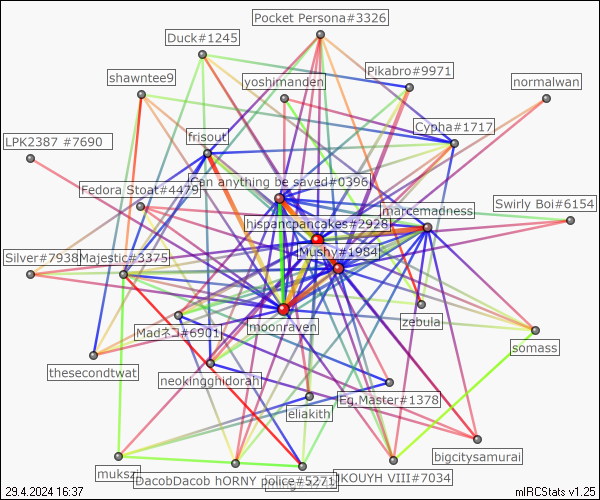 Pocket Persona#3326
Duck#1245
Pikabro#9971
shawntee9
yoshimanden
normalwan
Cypha#1717
frisout
LPK2387 #7690
Can anything be saved#0396
Fedora Stoat#4479
Swirly Boi#6154
marcemadness
hispancpancakes#2928
Mushy#1984
Silver#7938
Majestic#3375
zebula
moonraven
Madネコ#6901
somass
thesecondtwat
neokingghidorah
Eg.Master#1378
eliakith
bigcitysamurai
muksz
DacobDacob hORNY police#5271
KOUYH VIII#7034
29.4.2024 16:37
mIRCStats v1.25